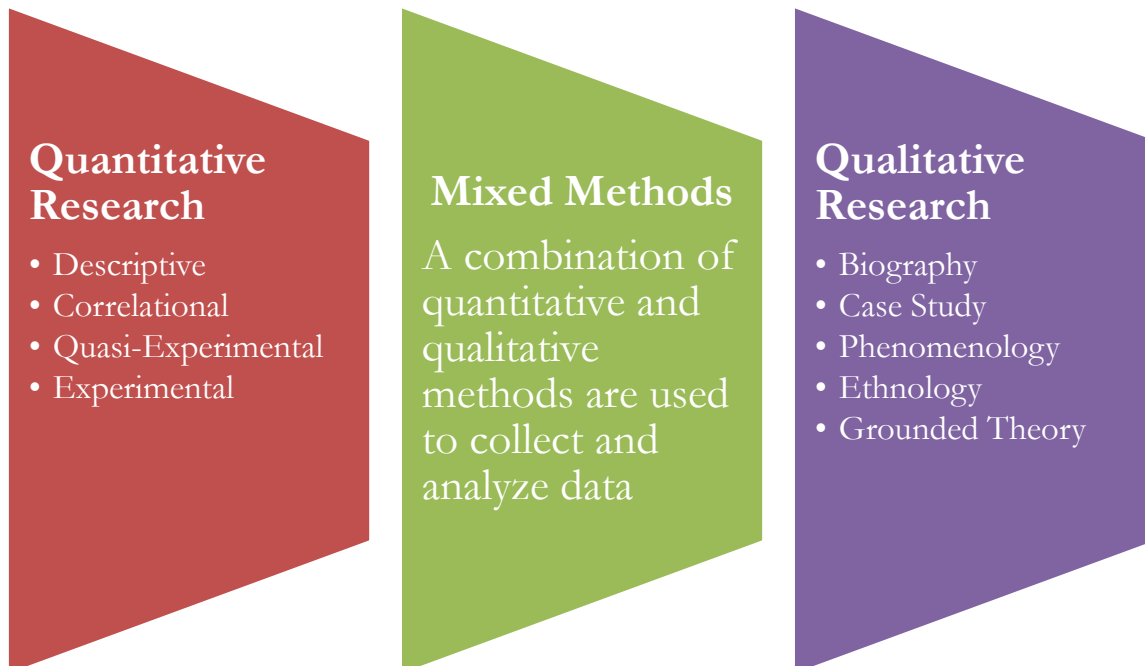 Quantitative
Research
• Descriptive
• Correlational
• Quasi-Experimental
• Experimental
Mixed Methods
A combination of
quantitative and
qualitative
methods are used
to collect and
analyze data
Qualitative
Research
• Biography
• Case Study
• Phenomenology
• Ethnology
• Grounded Theory